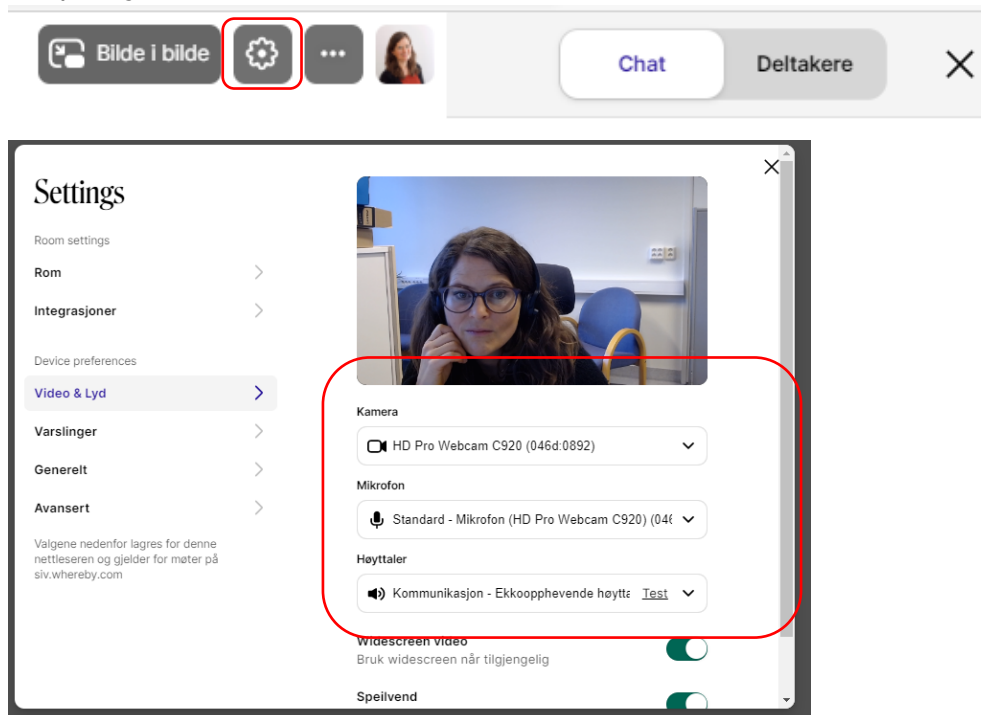 Bilde i bilde
Chat
Deltakere
Settings
Room settings
Rom
Integrasjoner
Device preferences
Video & Lyd
Varslinger
Generelt
Avansert
Valgene nedenfor lagres for denne
nettleseren og gjelder for møter på
siv.whereby.com
Kamera
HD Pro Webcam C920 (046d:0892)
Mikrofon
Standard - Mikrofon (HD Pro Webcam C920) (046
Høyttaler
Kommunikasjon - Ekkoopphevende høytta Test
Widescreen video
Bruk widescreen når tilgjengelig
Speilvend